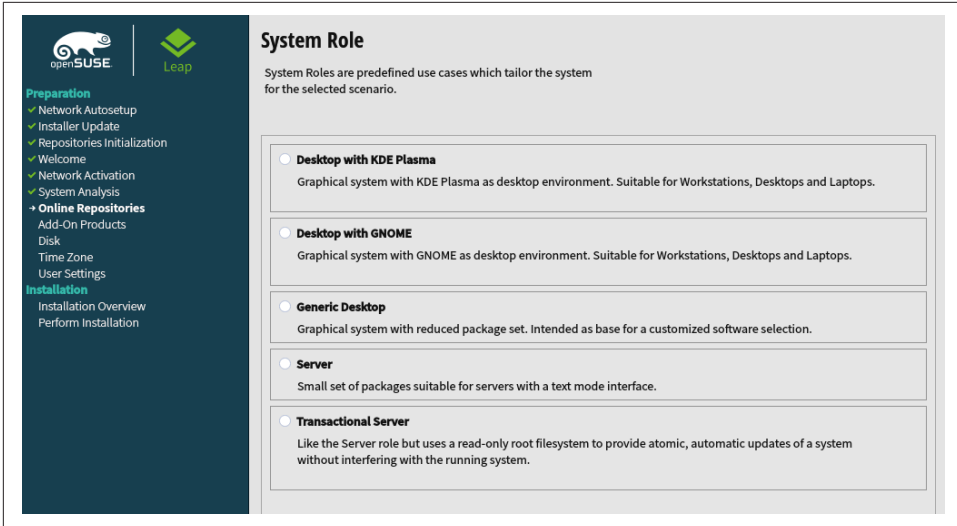 openSUSE
Leap
Preparation
Network Autosetup
Installer Update
Repositories Initialization
Welcome
Network Activation
System Analysis
Online Repositories
Add-On Products
Disk
Time Zone
User Settings
Installation
Installation Overview
Perform Installation
System Role
System Roles are predefined use cases which tailor the system
for the selected scenario.
Desktop with KDE Plasma
Graphical system with KDE Plasma as desktop environment. Suitable for Workstations, Desktops and Laptops.
Desktop with GNOME
Graphical system with GNOME as desktop environment. Suitable for Workstations, Desktops and Laptops.
Generic Desktop
Graphical system with reduced package set. Intended as base for a customized software selection.
Server
Small set of packages suitable for servers with a text mode interface.
Transactional Server
Like the Server role but uses a read-only root filesystem to provide atomic, automatic updates of a system
without interfering with the running system.